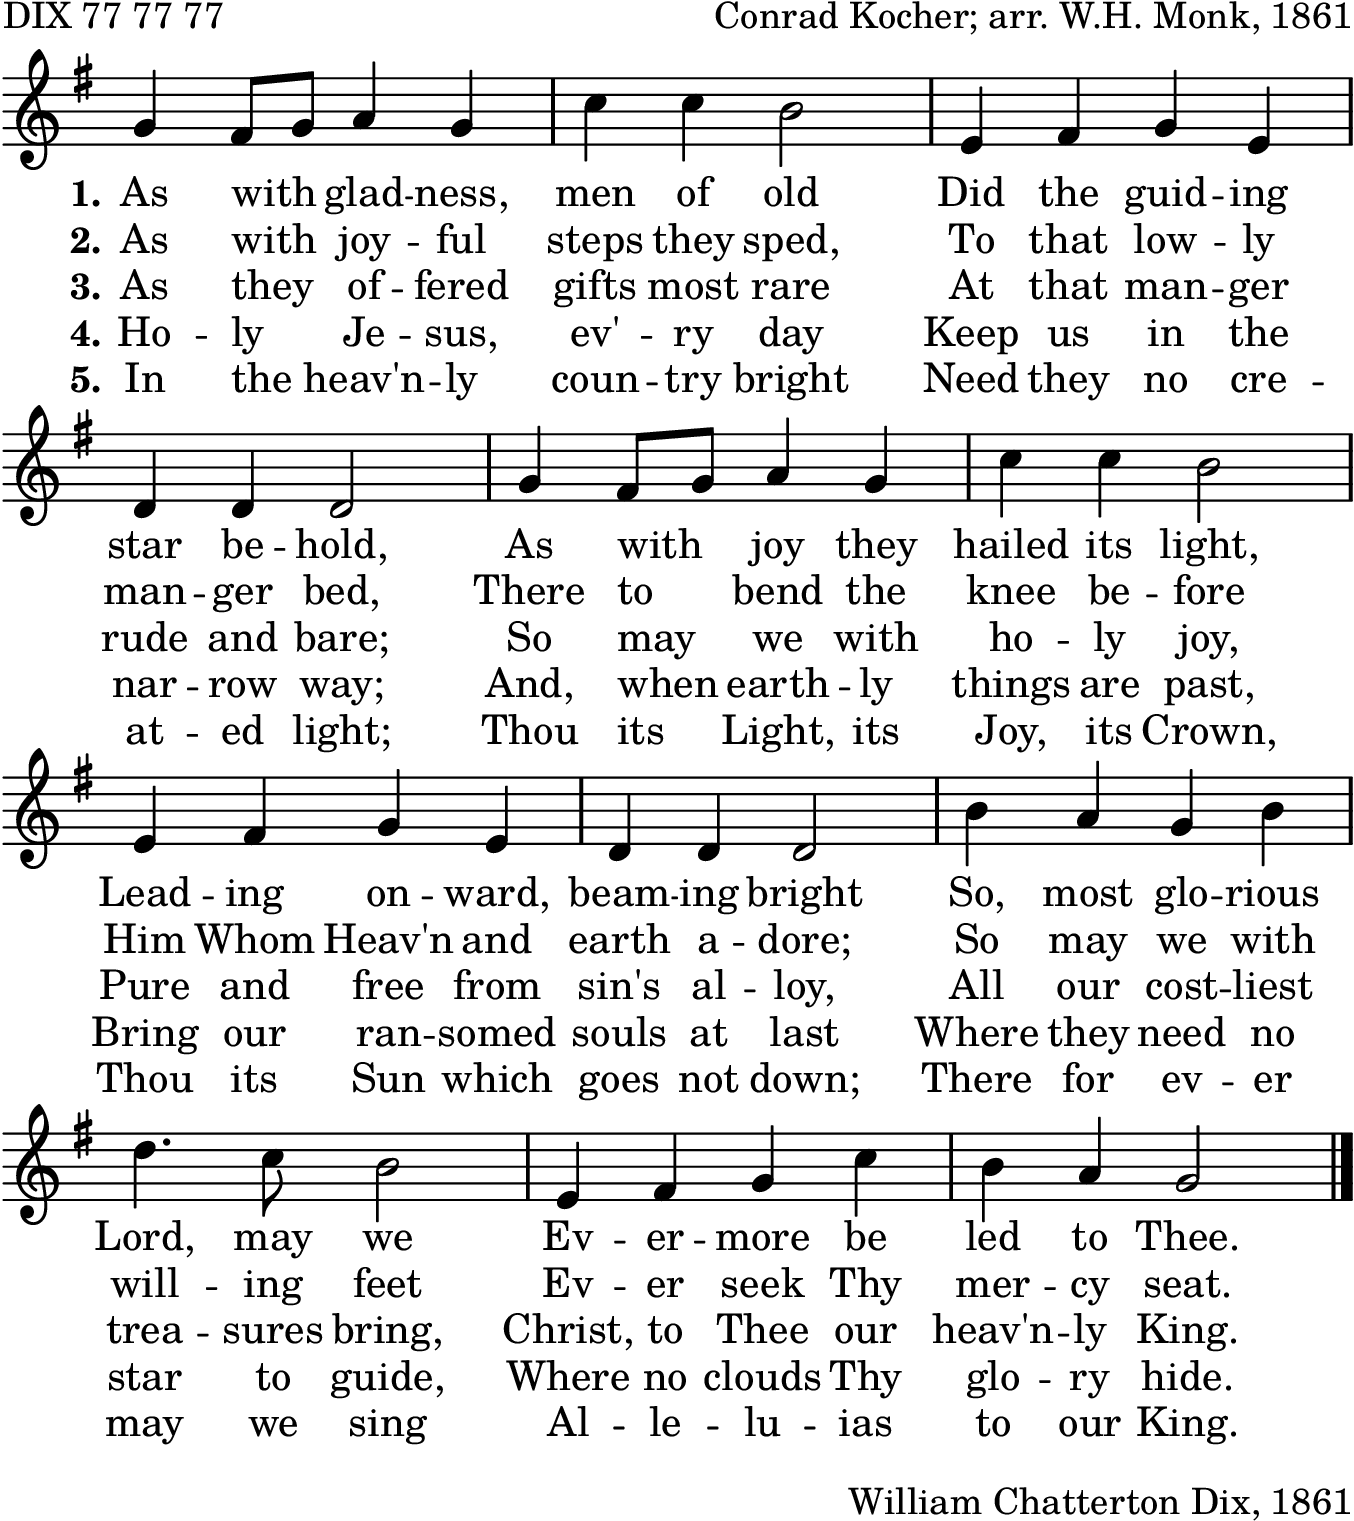 DIX 77 77 77 Conrad Kocher; arr. W.H. Monk, 1861
1. As with glad - ness, men of old Did the guid - ing
2. As with joy - ful steps they sped, To that low - ly
3. As they of - fered gifts most rare At that man - ger
4. Ho - ly Je - sus, ev' - ry day Keep us in the
5. In the heav'n - ly coun - try bright Need they no cre -
star be - hold, As with joy they hailed its light,
man - ger bed, There to bend the knee be - fore
rude and bare; So may we with ho - ly joy,
nar - row way; And, when earth - ly things are past,
at - ed light; Thou its Light, its Joy, its Crown,
Lead - ing on - ward, beam - ing bright So, most glo - rious
Him Whom Heav'n and earth a - dore; So may we with
Pure and free from sin's al - loy, All our cost - liest
Bring our ran - somed souls at last Where they need no
Thou its Sun which goes not down; There for ev - er
Lord, may we Ev - er - more be led to Thee.
will - ing feet Ev - er seek Thy mer - cy seat.
trea - sures bring, Christ, to Thee our heav'n - ly King.
star to guide, Where no clouds Thy glo - ry hide.
may we sing Al - le - lu - ias to our King.
William Chatterton Dix, 1861